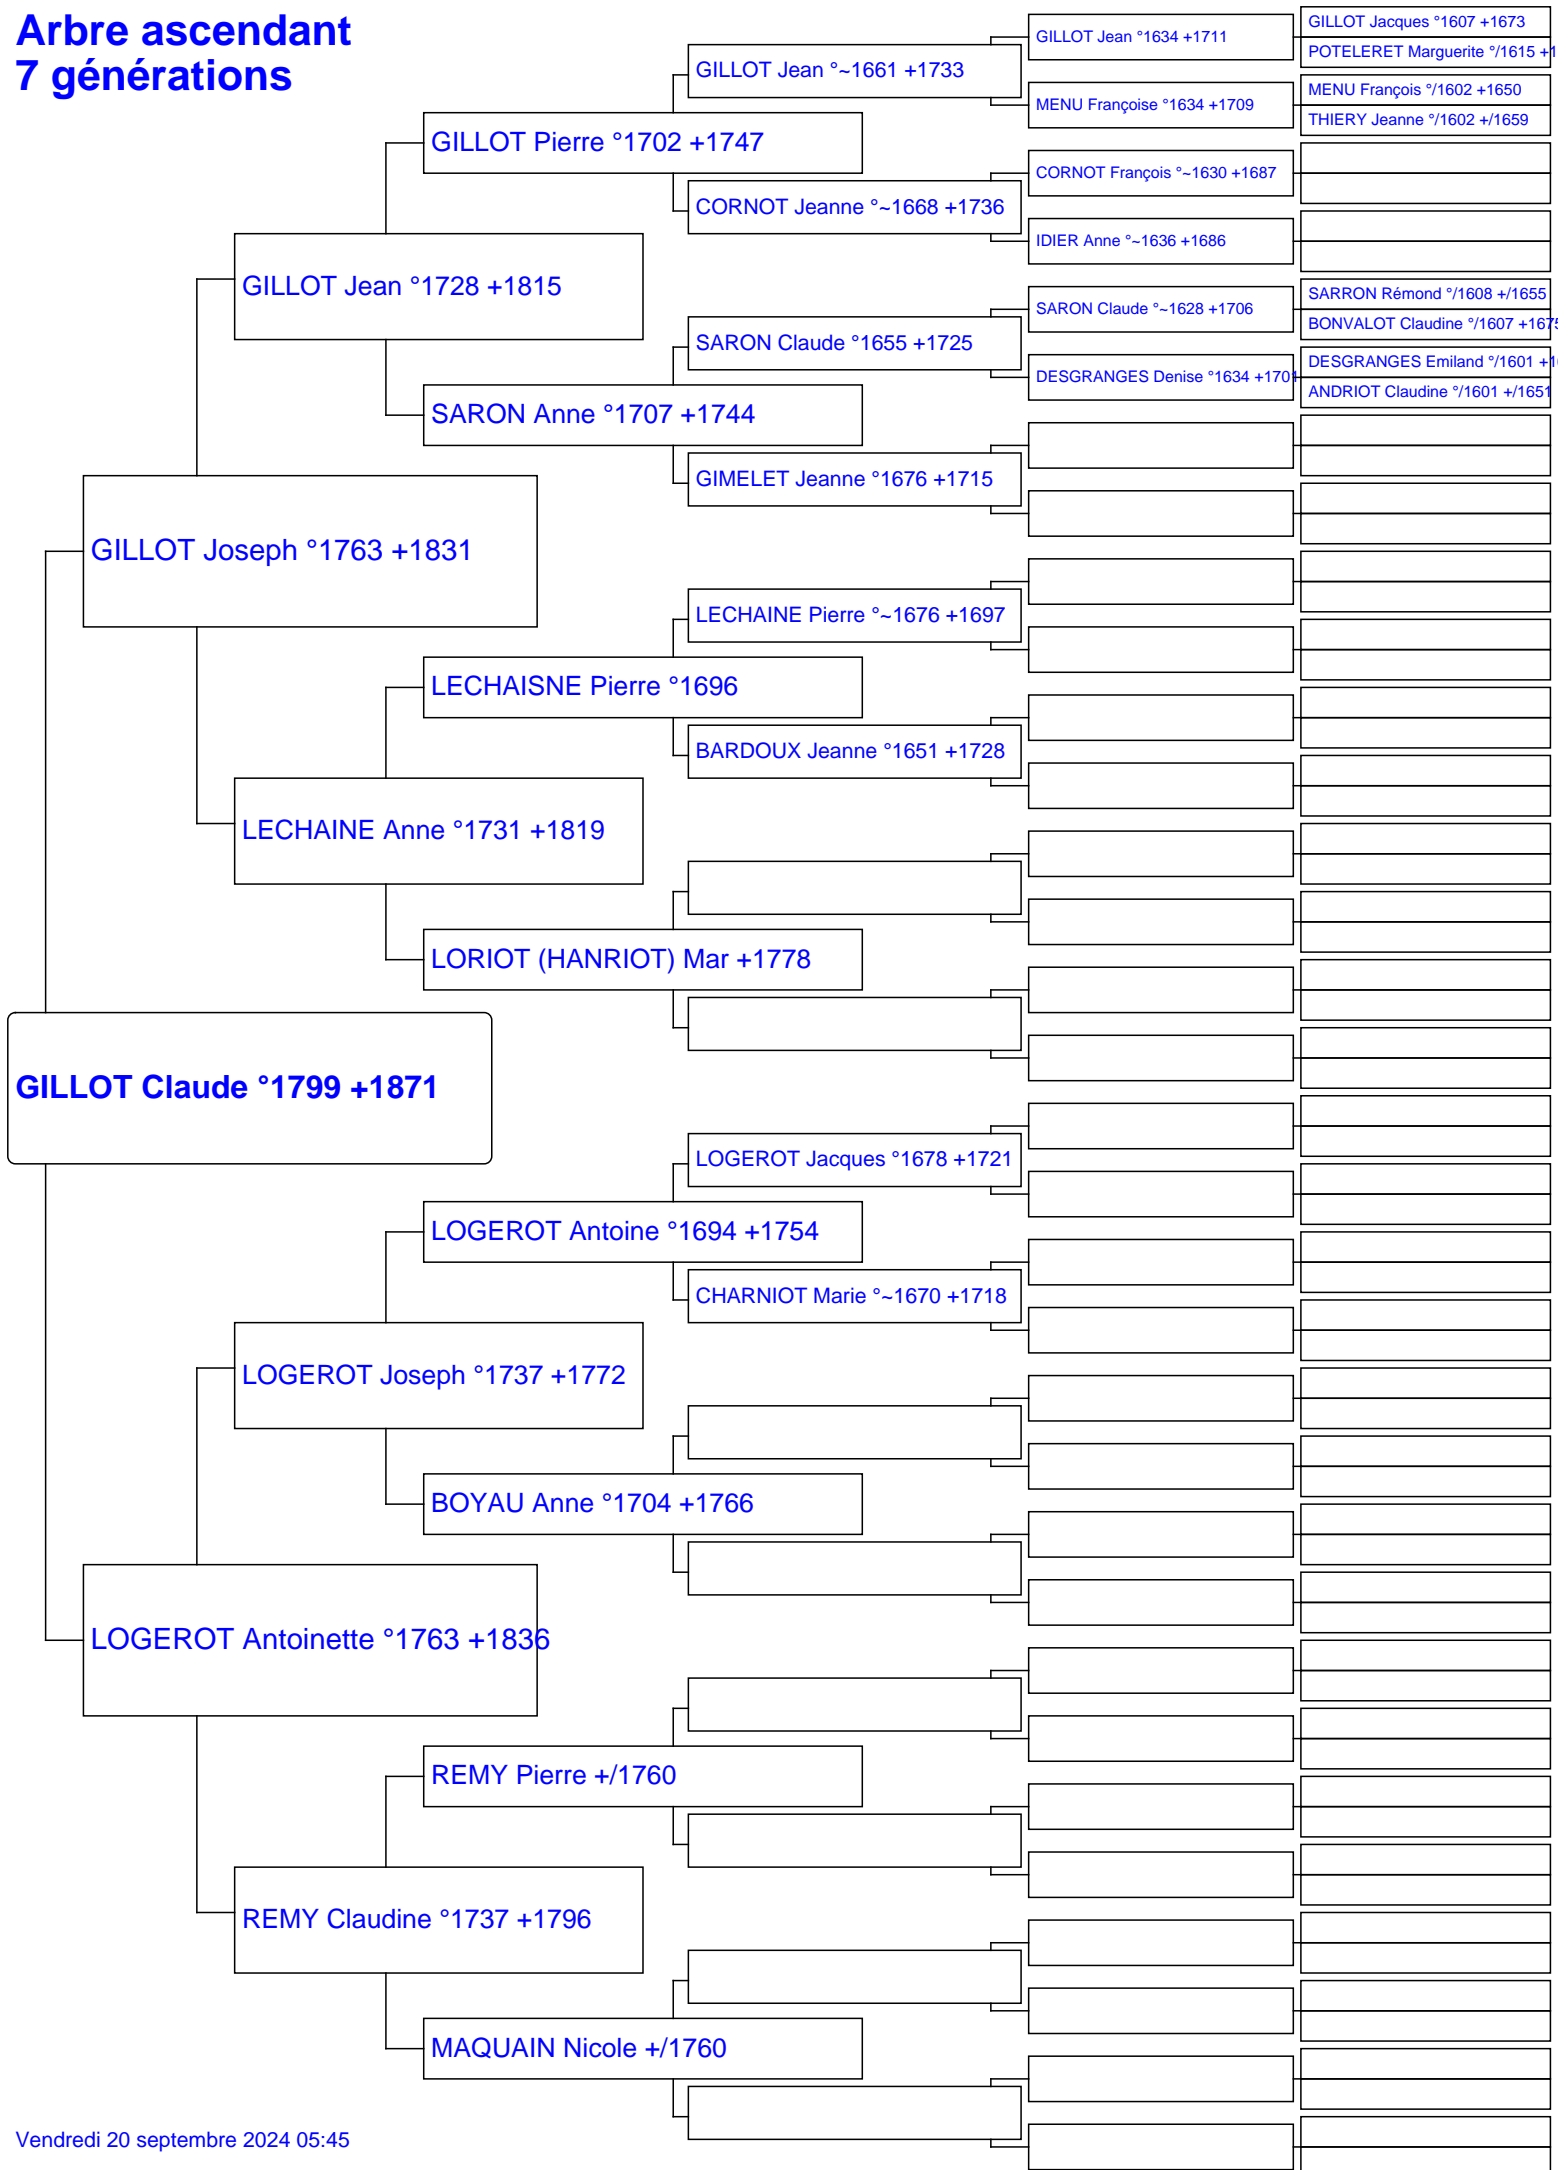 Arbre ascendant
7 générations
GILLOT Jacques °1607 +1673
GILLOT Jean °1634 +1711
POTELERET Marguerite °/1615 +1
GILLOT Jean °~1661 +1733
MENU François °/1602 +1650
MENU Françoise °1634 +1709
THIERY Jeanne °/1602 +/1659
GILLOT Pierre °1702 +1747
CORNOT François °~1630 +1687
CORNOT Jeanne °~1668 +1736
IDIER Anne °~1636 +1686
GILLOT Jean °1728 +1815
SARRON Rémond °/1608 +/1655
SARON Claude °~1628 +1706
BONVALOT Claudine °/1607 +1675
SARON Claude °1655 +1725
DESGRANGES Emiland °/1601 +1
DESGRANGES Denise °1634 +1701
ANDRIOT Claudine °/1601 +/1651
SARON Anne °1707 +1744
GIMELET Jeanne °1676 +1715
GILLOT Joseph °1763 +1831
LECHAINE Pierre °~1676 +1697
LECHAISNE Pierre °1696
BARDOUX Jeanne °1651 +1728
LECHAINE Anne °1731 +1819
LORIOT (HANRIOT) Mar +1778
GILLOT Claude °1799 +1871
LOGEROT Jacques °1678 +1721
LOGEROT Antoine °1694 +1754
CHARNIOT Marie °~1670 +1718
LOGEROT Joseph °1737 +1772
BOYAU Anne °1704 +1766
LOGEROT Antoinette °1763 +1836
REMY Pierre +/1760
REMY Claudine °1737 +1796
MAQUAIN Nicole +/1760
Vendredi 20 septembre 2024 05:45